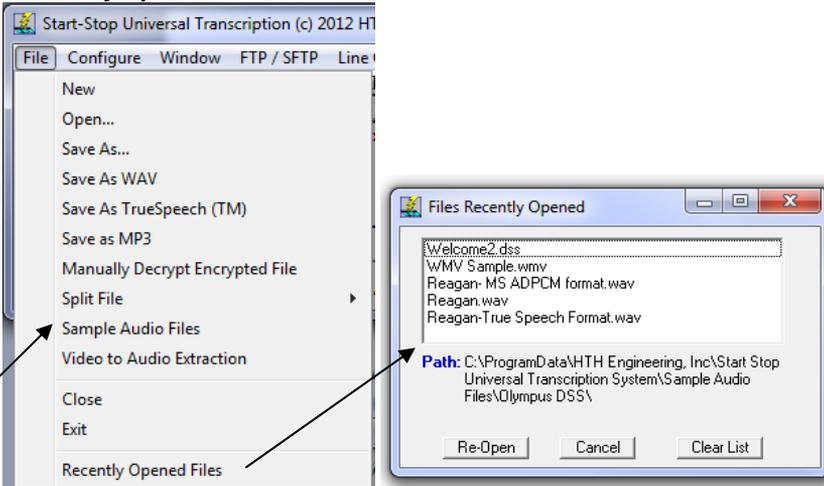 Start-Stop Universal Transcription (c) 2012 HT
File Configure Window FTP / SFTP Line
New
Open...
Save As...
Save As WAV
Save As TrueSpeech (TM)
Save as MP3
Manually Decrypt Encrypted File
Split File
Sample Audio Files
Video to Audio Extraction
Close
Exit
Recently Opened Files
Files Recently Opened
Welcome2.dss
WMV Sample.wmv
Reagan- MS ADPCM format.wav
Reagan.wav
Reagan-True Speech Format.wav
Path: C:\ProgramData\HTH Engineering, Inc\Start Stop
Universal Transcription System\Sample Audio
Files\Olympus DSS\
Re-Open Cancel Clear List